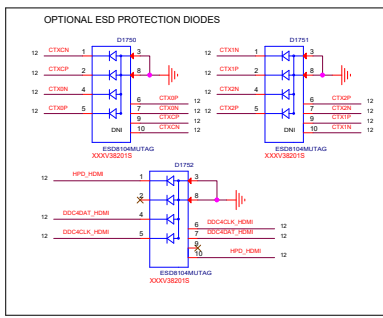 OPTIONAL ESD PROTECTION DIODES
D1750
12 CTXCN 1 3
12 CTXCP 2 8
12 CTX0N 4
12 CTX0P 5
6 CTX0P 12
7 CTX0N 12
9 CTXCP 12
DNI 10 CTXCN 12
ESD8104MUTAG
XXXV38201S
D1751
12 CTX1N 1 3
12 CTX1P 2 8
12 CTX2N 4
12 CTX2P 5
6 CTX2P 12
7 CTX2N 12
9 CTX1P 12
DNI 10 CTX1N 12
ESD8104MUTAG
XXXV38201S
D1752
12 HPD_HDMI 1 3
2 8
12 DDC4DAT_HDMI 4
12 DDC4CLK_HDMI 5
6 DDC4CLK_HDMI 12
7 DDC4DAT_HDMI 12
9
10 HPD_HDMI 12
ESD8104MUTAG
XXXV38201S